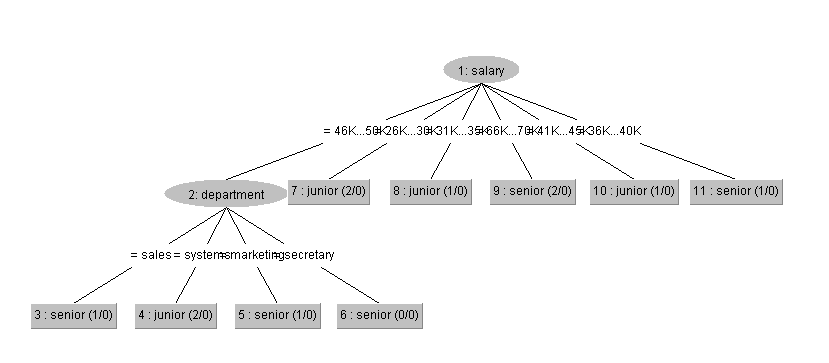 1: salary
= 46K...50K = 26K...30K = 31K...35K = 66K...70K = 41K...45K = 36K...40K
2: department 7 : junior (2/0) 8 : junior (1/0) 9 : senior (2/0) 10 : junior (1/0) 11 : senior (1/0)
= sales = systems = marketing = secretary
3 : senior (1/0) 4 : junior (2/0) 5 : senior (1/0) 6 : senior (0/0)